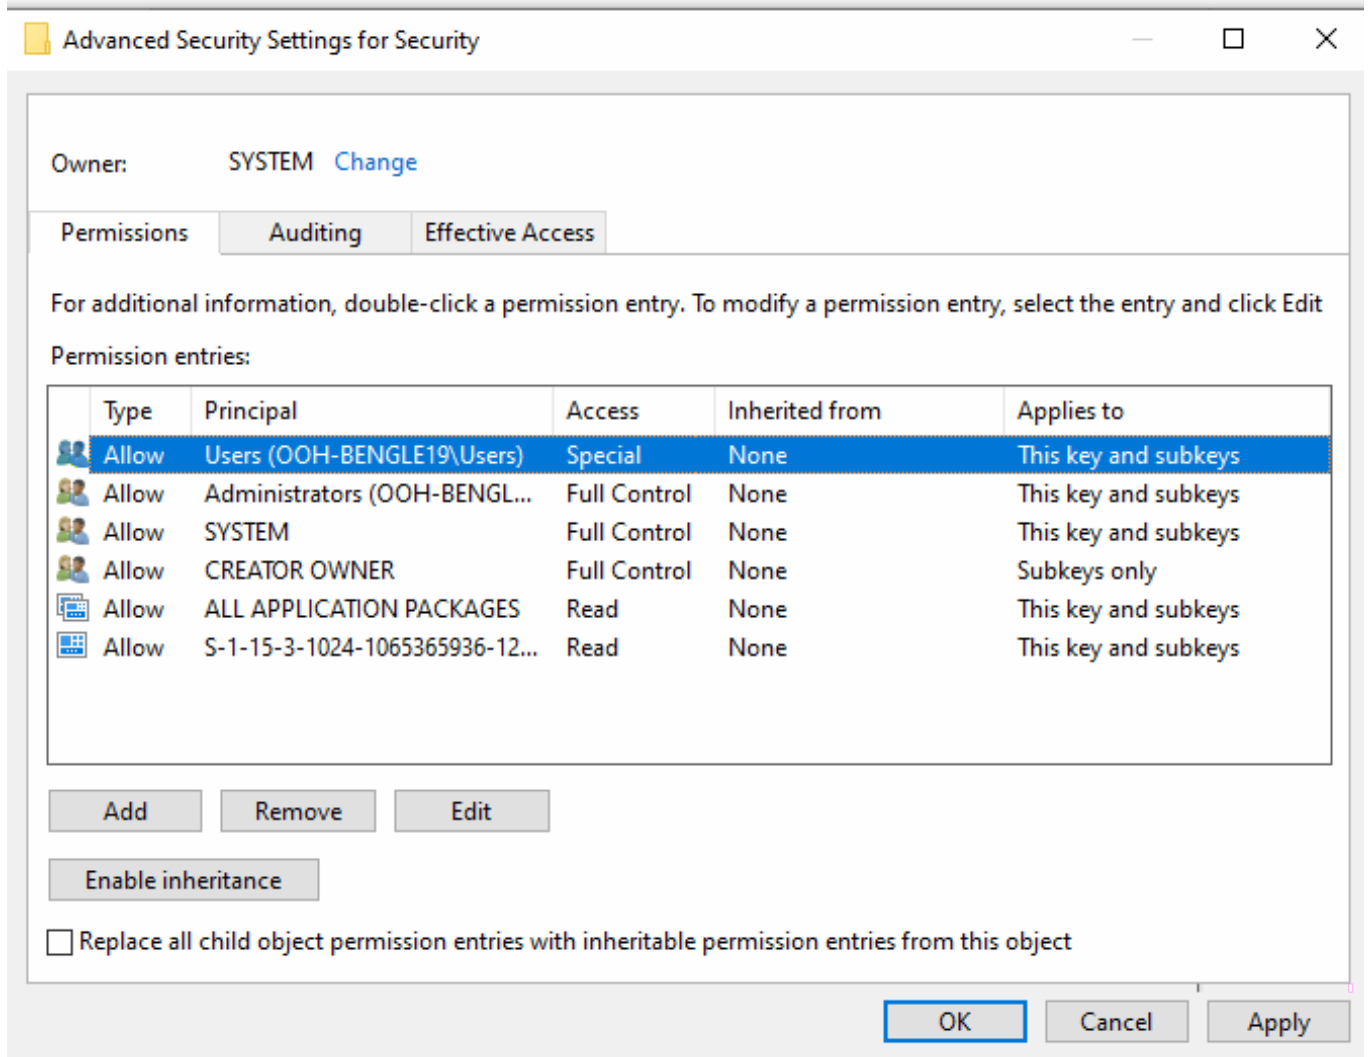 Advanced Security Settings for Security
Owner: SYSTEM Change
Permissions Auditing Effective Access
For additional information, double-click a permission entry. To modify a permission entry, select the entry and click Edit
Permission entries:
Type Principal Access Inherited from Applies to
Allow Users (OOH-BENGLE19\Users) Special None This key and subkeys
Allow Administrators (OOH-BENGL... Full Control None This key and subkeys
Allow SYSTEM Full Control None This key and subkeys
Allow CREATOR OWNER Full Control None Subkeys only
Allow ALL APPLICATION PACKAGES Read None This key and subkeys
Allow S-1-15-3-1024-1065365936-12... Read None This key and subkeys
Add Remove Edit
Enable inheritance
Replace all child object permission entries with inheritable permission entries from this object
OK Cancel Apply